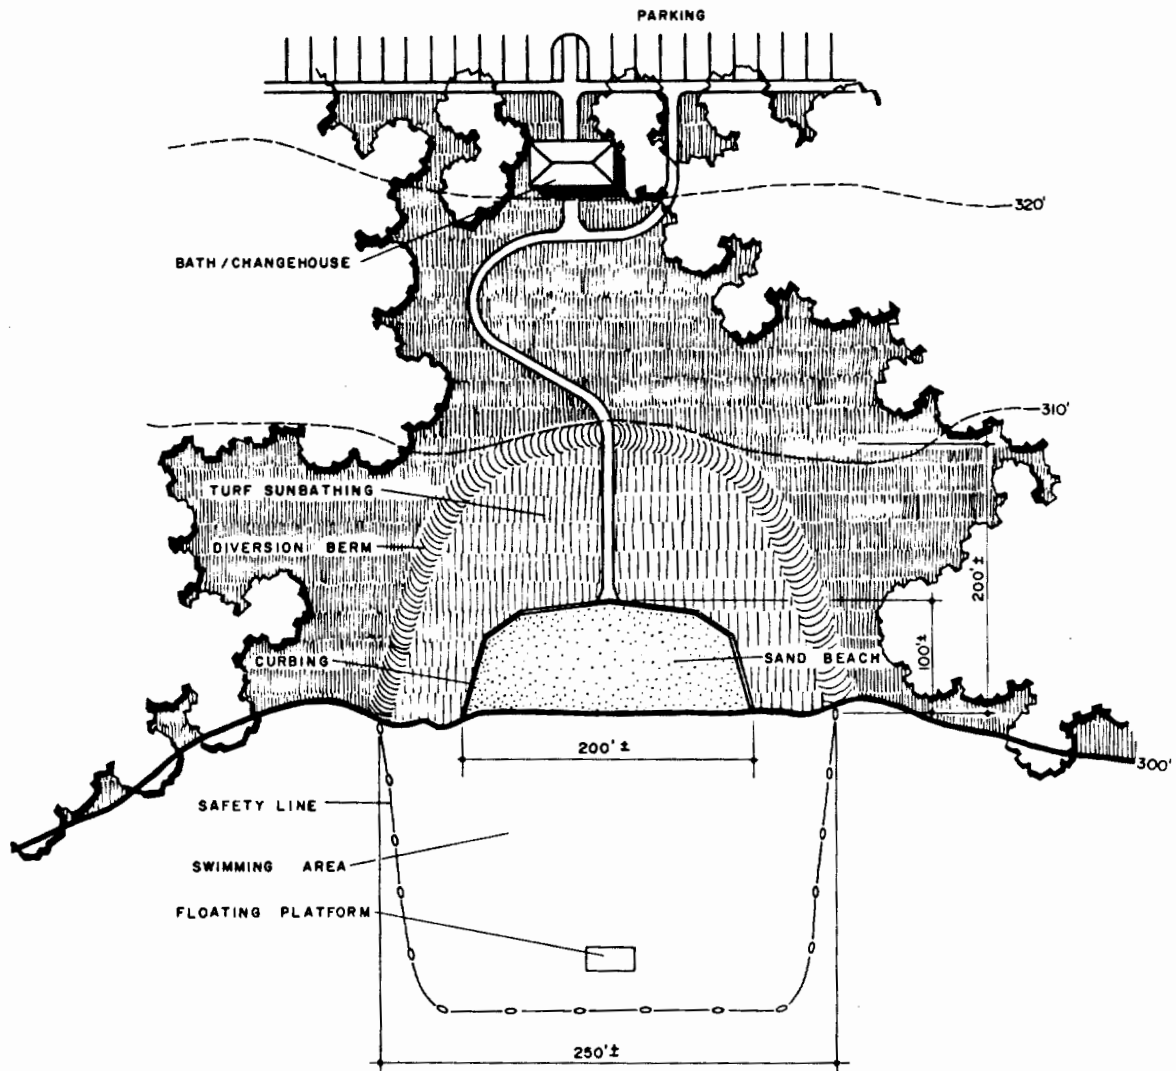 PARKING
320'
BATH/CHANGEHOUSE
310'
TURF SUNBATHING
DIVERSION BERM
200'±
100'±
CURBING
SAND BEACH
200'±
300'
SAFETY LINE
SWIMMING AREA
FLOATING PLATFORM
250'±